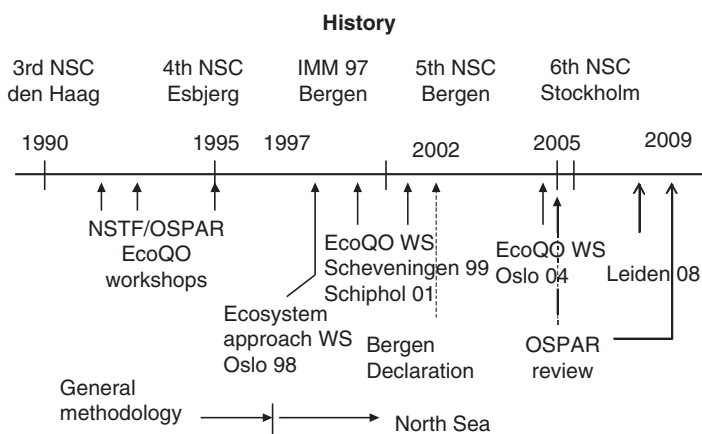 History
3rd NSC
den Haag
4th NSC
Esbjerg
IMM 97
Bergen
5th NSC
Bergen
6th NSC
Stockholm
1990
1995
1997
2002
2005
2009
NSTF/OSPAR
EcoQO
workshops
Ecosystem
approach WS
Oslo 98
EcoQO WS
Scheveningen 99
Schiphol 01
Bergen
Declaration
EcoQO WS
Oslo 04
OSPAR
review
Leiden 08
General
methodology
North Sea